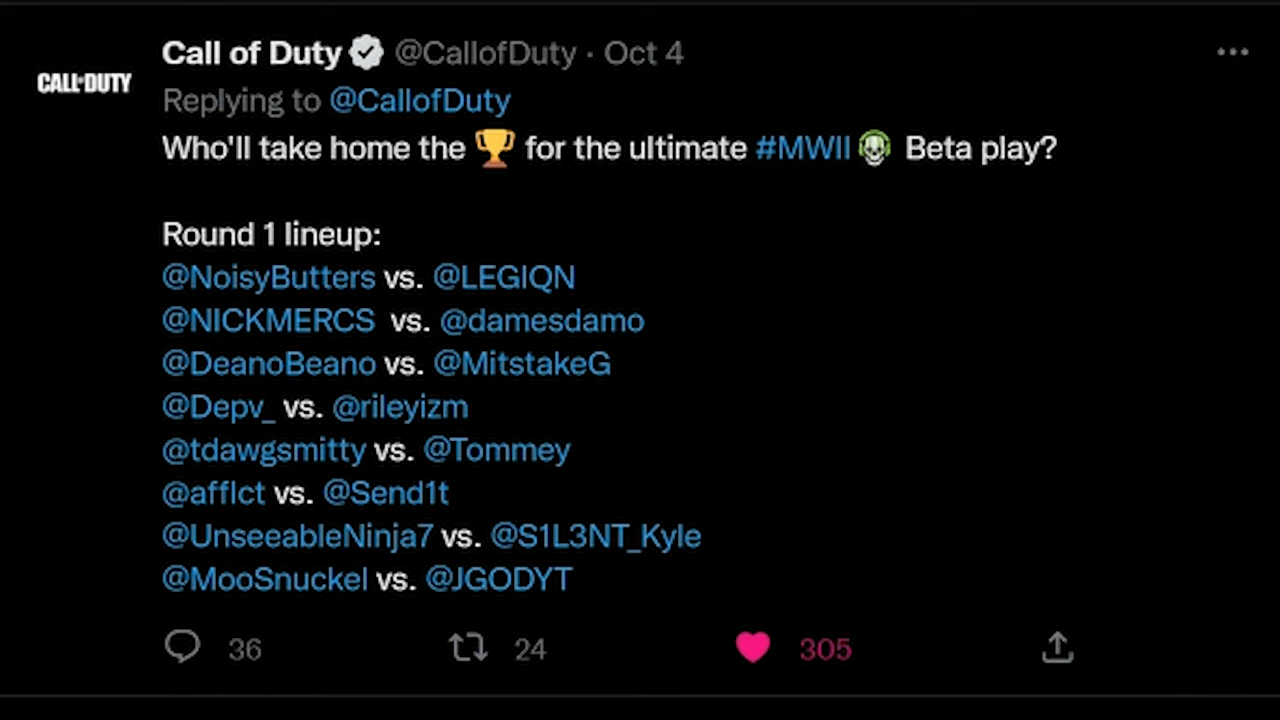 Call of Duty @CallofDuty · Oct 4
CALL OF DUTY
Replying to @CallofDuty
Who'll take home the 🏆 for the ultimate #MWII Beta play?
Round 1 lineup:
@NoisyButters vs. @LEGIQN
@NICKMERCS vs. @damesdamo
@DeanoBeano vs. @MitstakeG
@Depv_ vs. @rileyizm
@tdawgsmitty vs. @Tommey
@afflct vs. @Send1t
@UnseeableNinja7 vs. @S1L3NT_Kyle
@MooSnuckel vs. @JGODYT
36 24 305